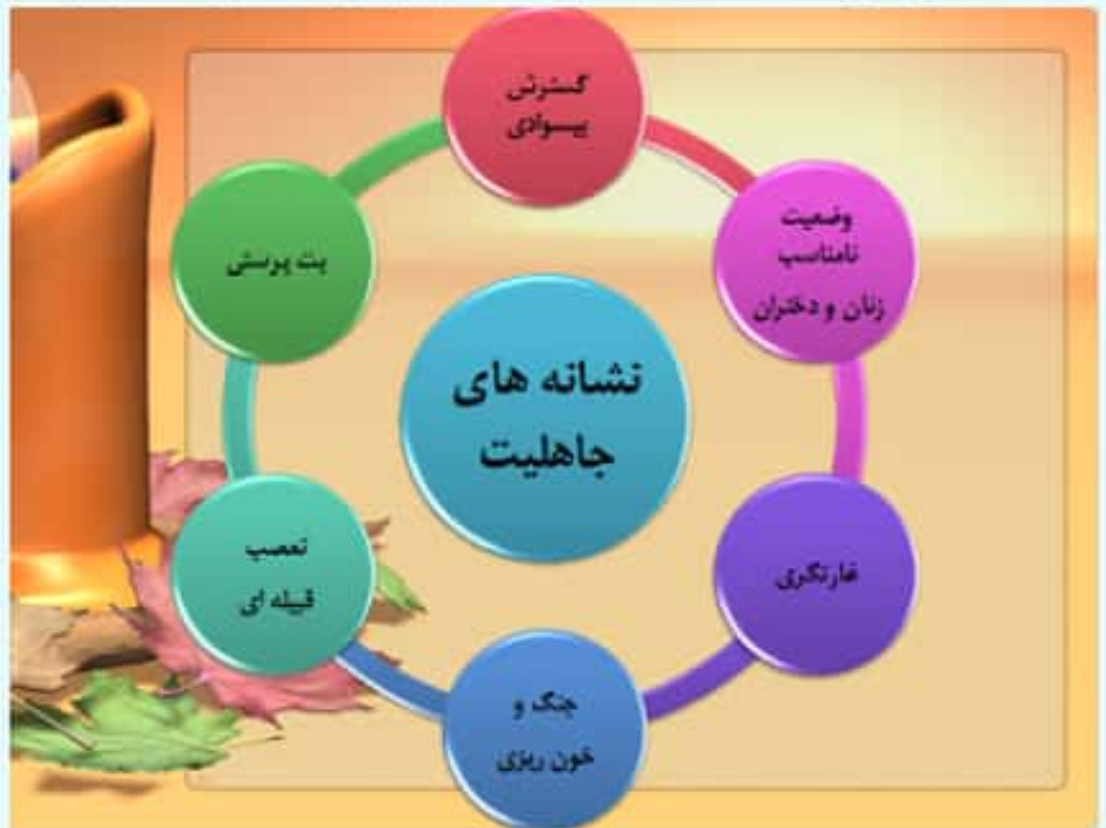 نشانه های
جاهلیت
گسترش
بیسوادی
وضعیت
نامناسب
زنان و دختران
غارتگری
جنگ و
خون ریزی
تعصب
قبیله ای
بت پرستی